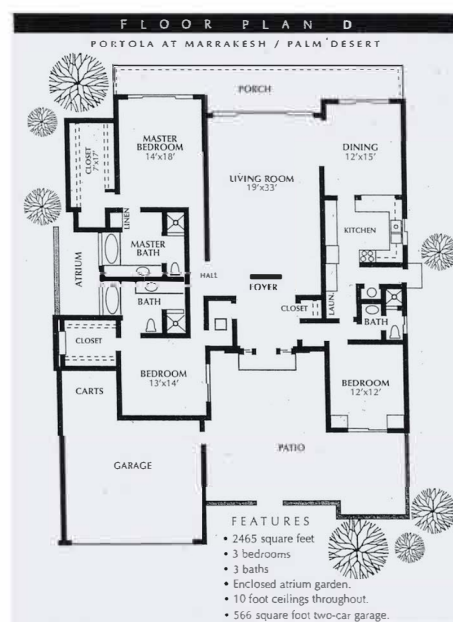 FLOOR PLAN D
PORTOLA AT MARRAKESH / PALM DESERT
PORCH
MASTER
BEDROOM
14'x18'
CLOSET
7'x17'
DINING
12'x15'
LIVING ROOM
19'x33'
KITCHEN
LINEN
MASTER
BATH
ATRIUM
HALL
FOYER
LAUN.
BATH
CLOSET
BATH
CLOSET
BEDROOM
13'x14'
BEDROOM
12'x12'
CARTS
GARAGE
PATIO
FEATURES
• 2465 square feet
• 3 bedrooms
• 3 baths
• Enclosed atrium garden.
• 10 foot ceilings throughout.
• 566 square foot two-car garage.